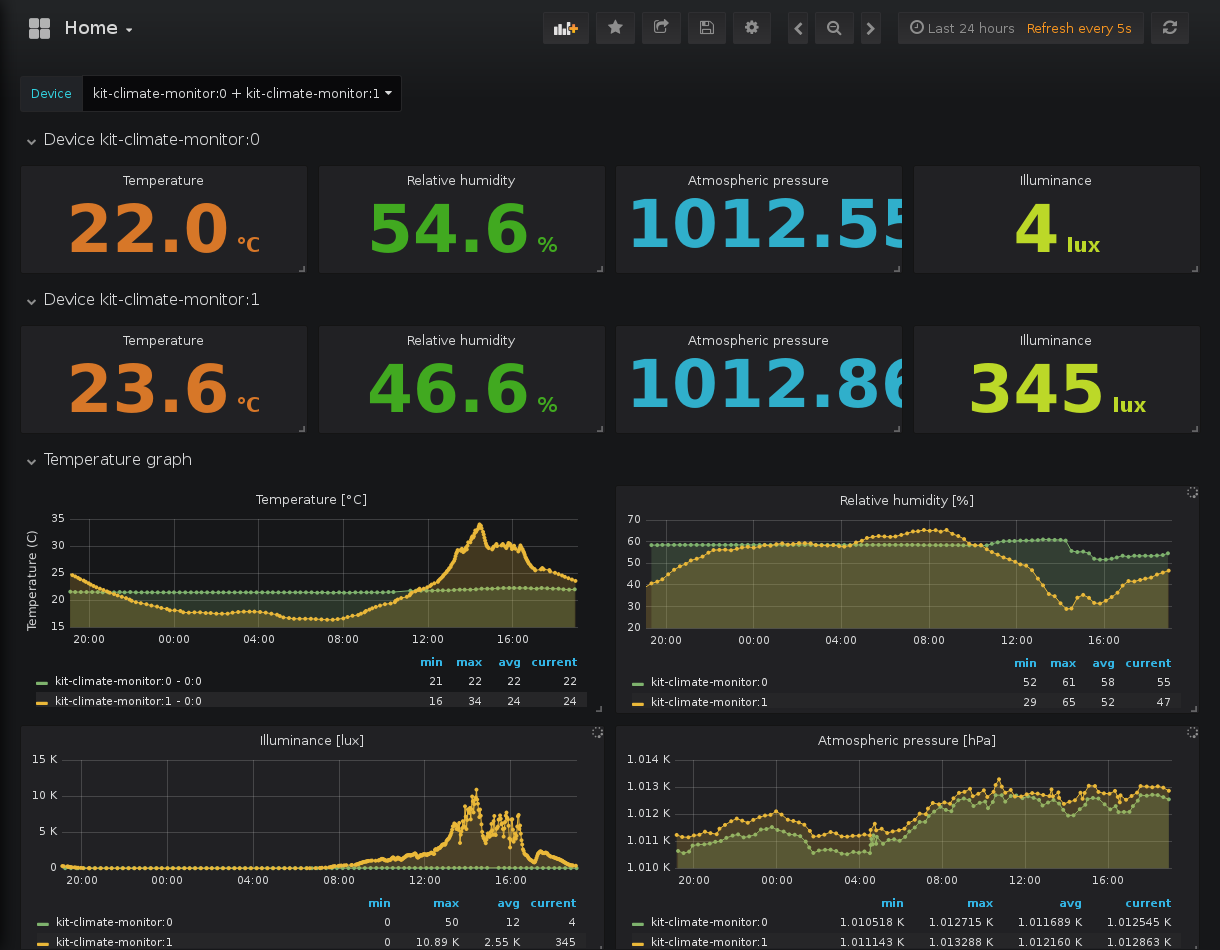 Home
Last 24 hours Refresh every 5s
Device kit-climate-monitor:0 + kit-climate-monitor:1
Device kit-climate-monitor:0
Temperature Relative humidity Atmospheric pressure Illuminance
22.0 °C 54.6 % 1012.55 4 lux
Device kit-climate-monitor:1
Temperature Relative humidity Atmospheric pressure Illuminance
23.6 °C 46.6 % 1012.86 345 lux
Temperature graph
Temperature [°C]
Temperature (C)
35
30
25
20
15
20:00 00:00 04:00 08:00 12:00 16:00
min max avg current
kit-climate-monitor:0 - 0:0 21 22 22 22
kit-climate-monitor:1 - 0:0 16 34 24 24
Relative humidity [%]
70
60
50
40
30
20
20:00 00:00 04:00 08:00 12:00 16:00
min max avg current
kit-climate-monitor:0 52 61 58 55
kit-climate-monitor:1 29 65 52 47
Illuminance [lux]
15 K
10 K
5 K
0
20:00 00:00 04:00 08:00 12:00 16:00
min max avg current
kit-climate-monitor:0 0 50 12 4
kit-climate-monitor:1 0 10.89 K 2.55 K 345
Atmospheric pressure [hPa]
1.014 K
1.013 K
1.012 K
1.011 K
1.010 K
20:00 00:00 04:00 08:00 12:00 16:00
min max avg current
kit-climate-monitor:0 1.010518 K 1.012715 K 1.011689 K 1.012545 K
kit-climate-monitor:1 1.011143 K 1.013288 K 1.012160 K 1.012863 K